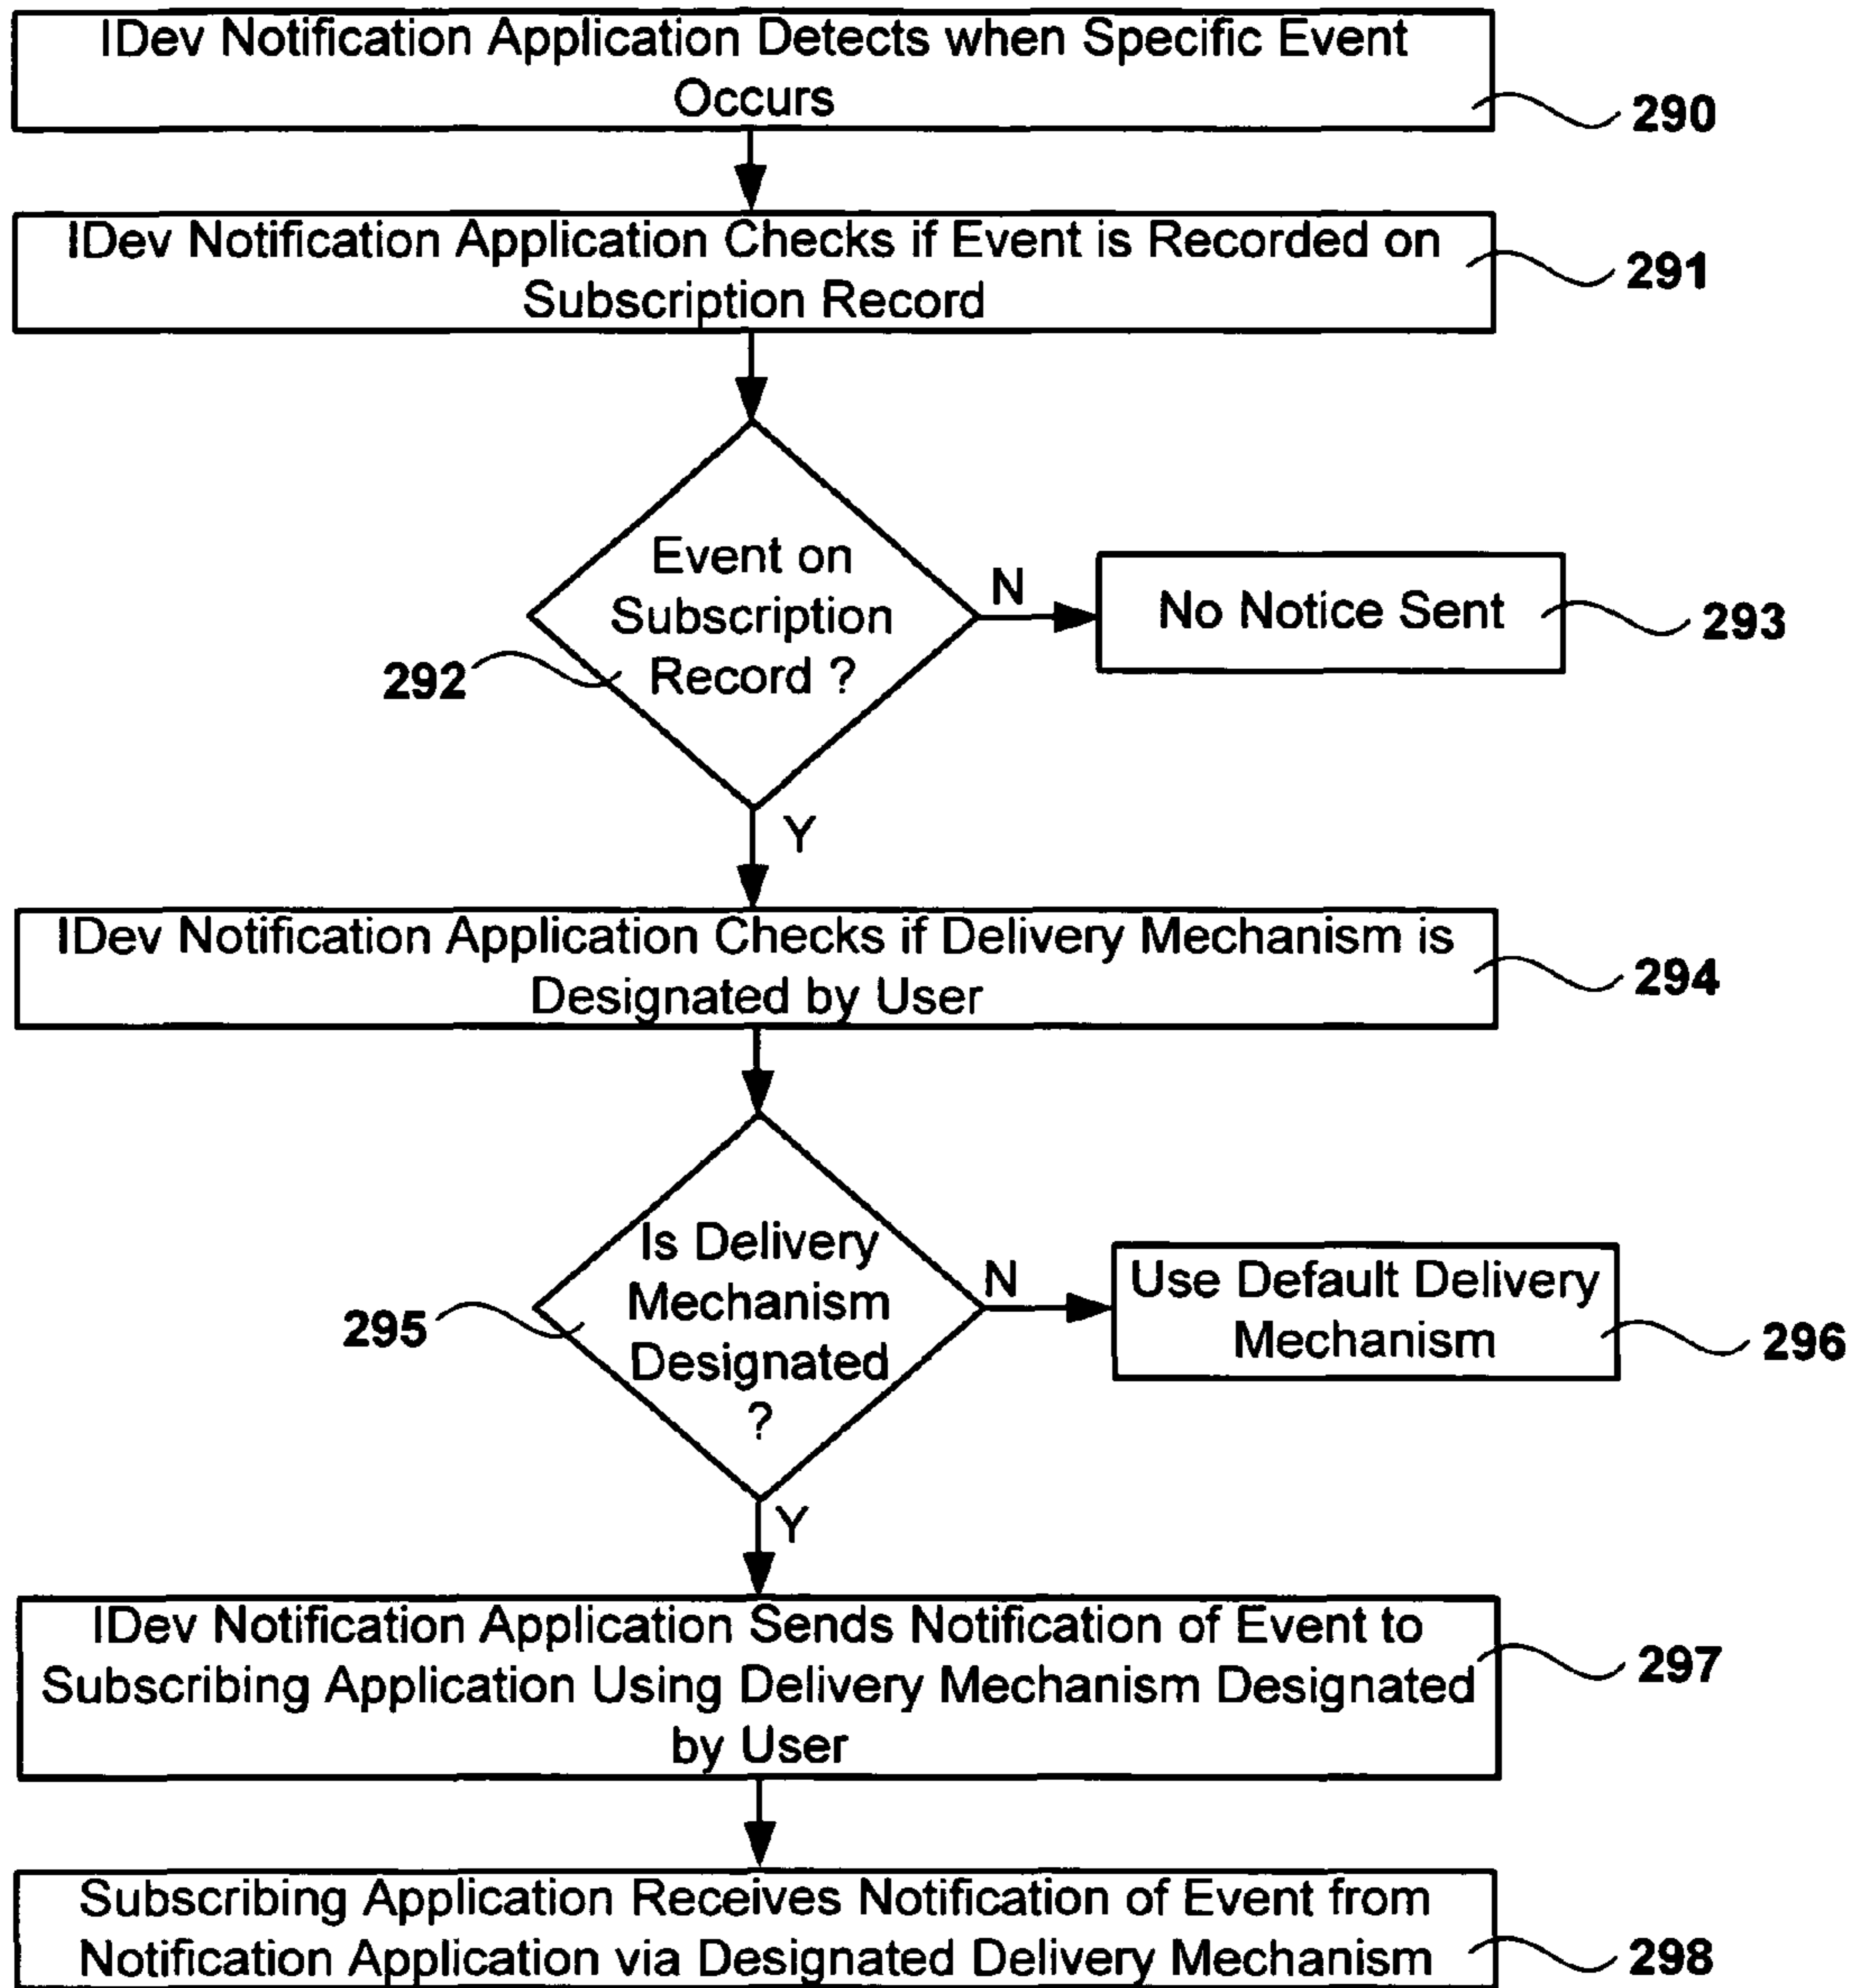 IDev Notification Application Detects when Specific Event
Occurs
290
IDev Notification Application Checks if Event is Recorded on
Subscription Record
291
Event on
Subscription
Record ?
292
N
No Notice Sent
293
Y
IDev Notification Application Checks if Delivery Mechanism is
Designated by User
294
Is Delivery
Mechanism
Designated
?
295
N
Use Default Delivery
Mechanism
296
Y
IDev Notification Application Sends Notification of Event to
Subscribing Application Using Delivery Mechanism Designated
by User
297
Subscribing Application Receives Notification of Event from
Notification Application via Designated Delivery Mechanism
298